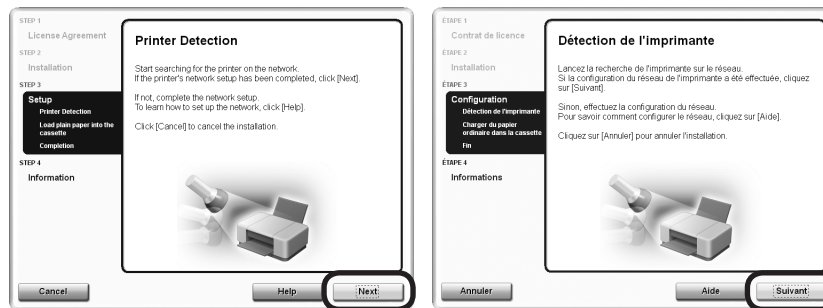 STEP 1
License Agreement
STEP 2
Installation
STEP 3
Setup
Printer Detection
Load plain paper into the
cassette
Completion
STEP 4
Information
Printer Detection
Start searching for the printer on the network.
If the printer's network setup has been completed, click [Next].
If not, complete the network setup.
To learn how to set up the network, click [Help].
Click [Cancel] to cancel the installation.
Cancel
Help
Next
ÉTAPE 1
Contrat de licence
ÉTAPE 2
Installation
ÉTAPE 3
Configuration
Détection de l'imprimante
Charger du papier
ordinaire dans la cassette
Fin
ÉTAPE 4
Informations
Détection de l'imprimante
Lancez la recherche de l'imprimante sur le réseau.
Si la configuration du réseau de l'imprimante a été effectuée, cliquez
sur [Suivant].
Sinon, effectuez la configuration du réseau.
Pour savoir comment configurer le réseau, cliquez sur [Aide].
Cliquez sur [Annuler] pour annuler l'installation.
Annuler
Aide
Suivant